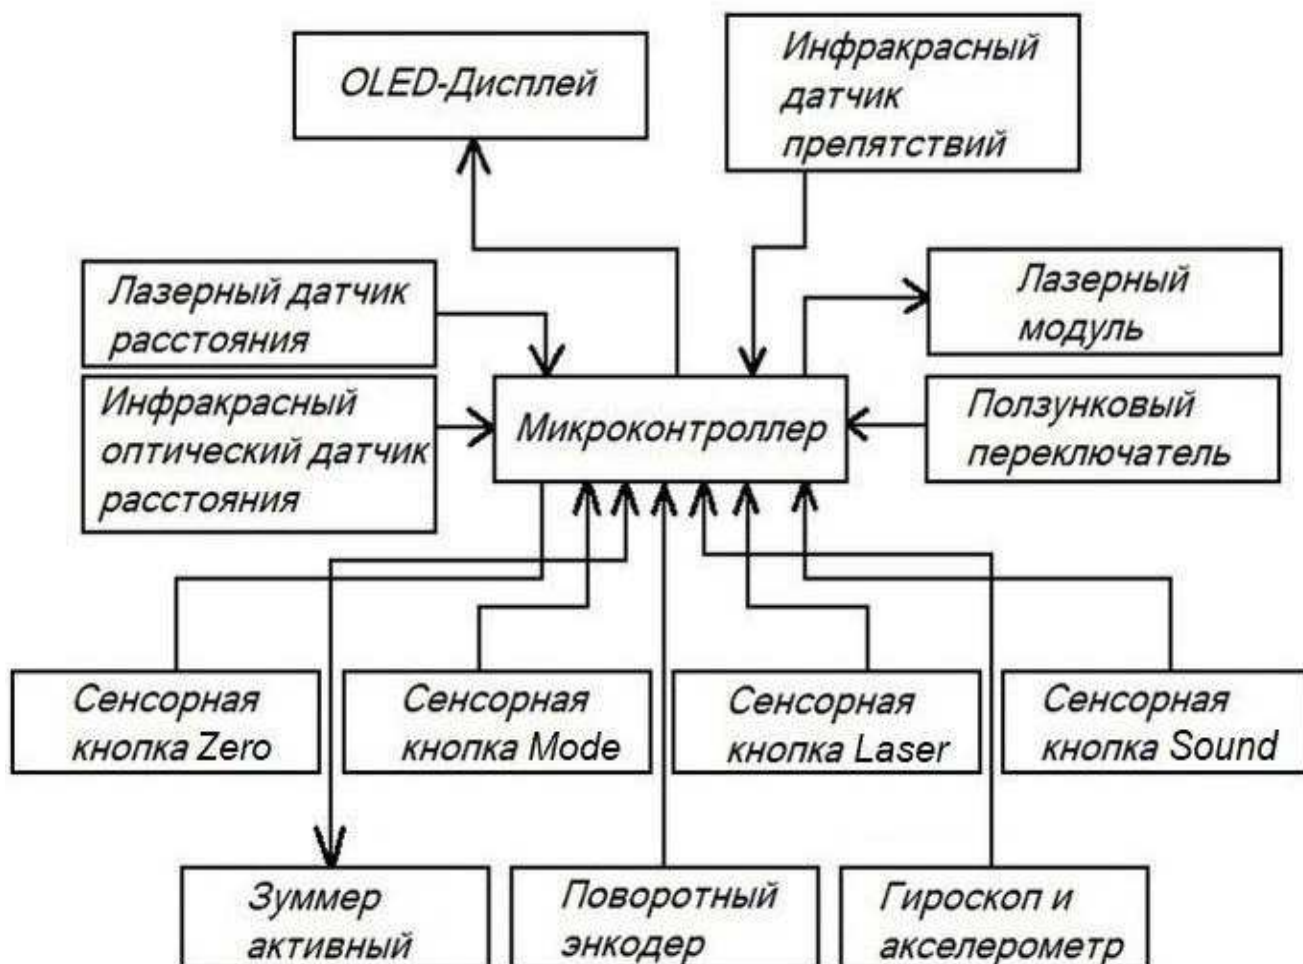 OLED-Дисплей
Инфракрасный
датчик
препятствий
Лазерный датчик
расстояния
Лазерный
модуль
Инфракрасный
оптический датчик
расстояния
Микроконтроллер
Ползунковый
переключатель
Сенсорная
кнопка Zero
Сенсорная
кнопка Mode
Сенсорная
кнопка Laser
Сенсорная
кнопка Sound
Зуммер
активный
Поворотный
энкодер
Гироскоп и
акселерометр